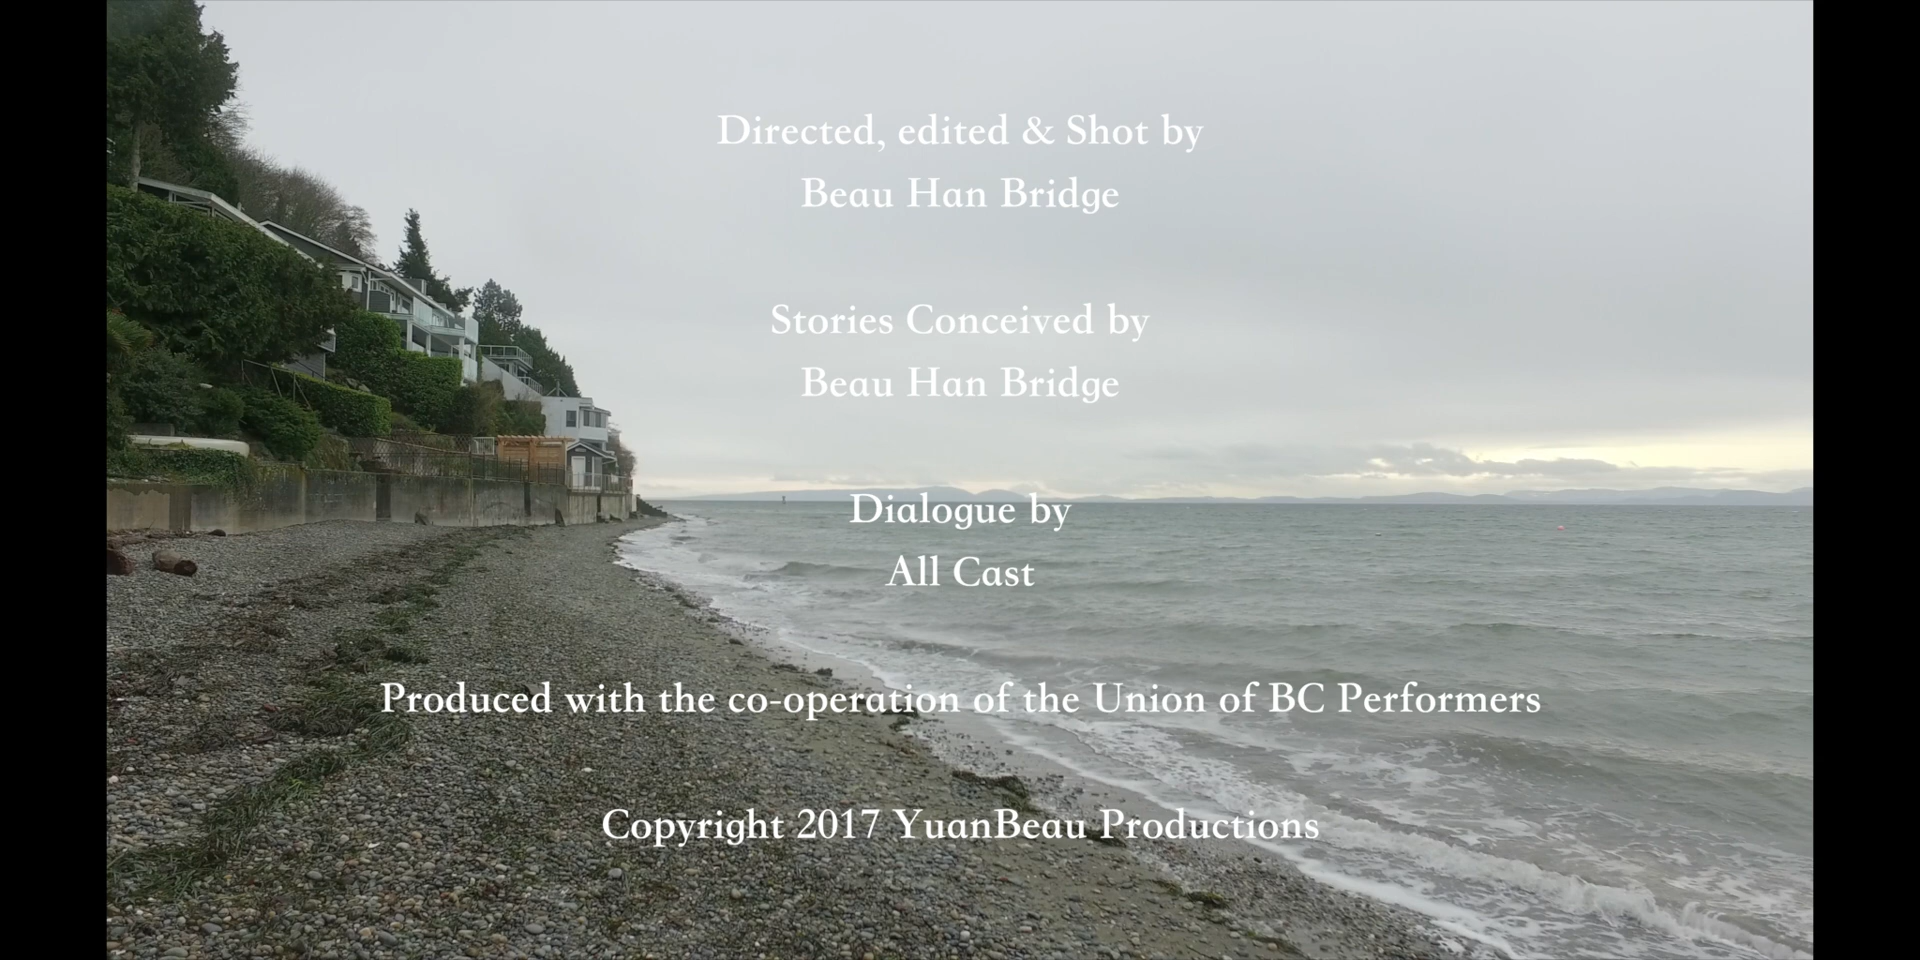 Directed, edited & Shot by
Beau Han Bridge
Stories Conceived by
Beau Han Bridge
Dialogue by
All Cast
Produced with the co-operation of the Union of BC Performers
Copyright 2017 YuanBeau Productions